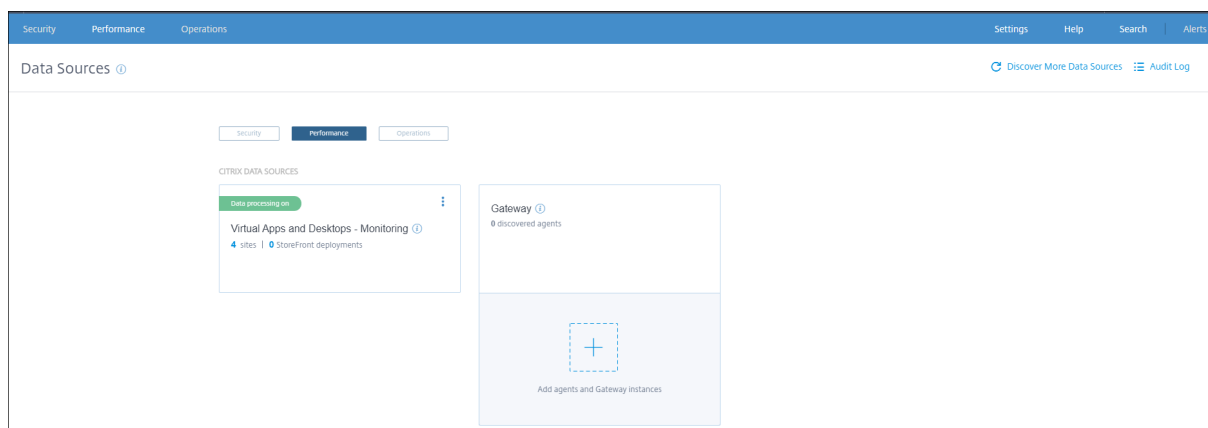 Security Performance Operations Settings Help Search Alerts
Data Sources Discover More Data Sources Audit Log
Security Performance Operations
CITRIX DATA SOURCES
Data processing on
Virtual Apps and Desktops - Monitoring
4 sites | 0 StoreFront deployments
Gateway
0 discovered agents
Add agents and Gateway instances